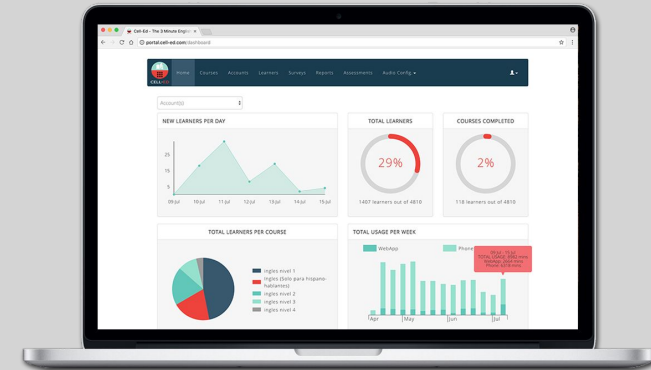 Cell-Ed - The 3 Minute Englis
portal.cell-ed.com/dashboard
CELL-ED
Home Courses Accounts Learners Surveys Reports Assessments Audio Config
Account(s)
NEW LEARNERS PER DAY
25
15
5
09 Jul 10 Jul 11 Jul 12 Jul 13 Jul 14 Jul 15 Jul
TOTAL LEARNERS
29%
1407 learners out of 4810
COURSES COMPLETED
2%
118 learners out of 4810
TOTAL LEARNERS PER COURSE
ingles nivel 1
ingles (Solo para hispano-
hablantes)
ingles nivel 2
ingles nivel 3
ingles nivel 4
TOTAL USAGE PER WEEK
WebApp Phone
Apr May Jun Jul